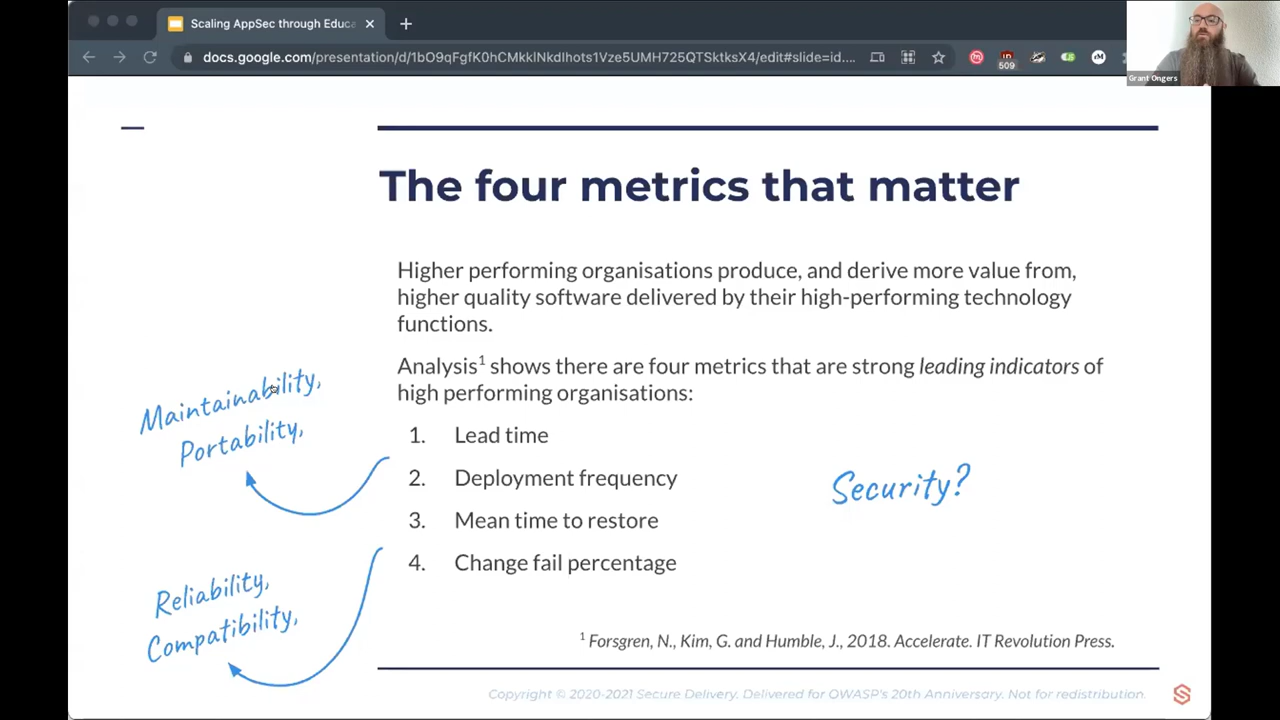 Scaling AppSec through Educa
docs.google.com/presentation/d/1bO9qFgfK0hCMkklNkdlhots1Vze5UMH725QTSktksX4/edit#slide=id....
509
Grant Ongers
The four metrics that matter
Higher performing organisations produce, and derive more value from,
higher quality software delivered by their high-performing technology
functions.
Analysis¹ shows there are four metrics that are strong leading indicators of
high performing organisations:
1. Lead time
2. Deployment frequency
3. Mean time to restore
4. Change fail percentage
Maintainability,
Portability,
Reliability,
Compatibility,
Security?
¹ Forsgren, N., Kim, G. and Humble, J., 2018. Accelerate. IT Revolution Press.
Copyright © 2020-2021 Secure Delivery. Delivered for OWASP's 20th Anniversary. Not for redistribution.